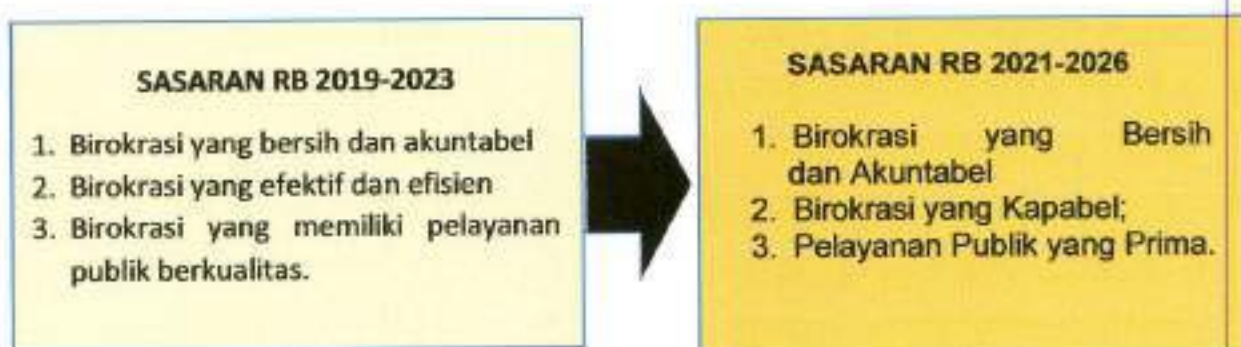 SASARAN RB 2019-2023
1. Birokrasi yang bersih dan akuntabel
2. Birokrasi yang efektif dan efisien
3. Birokrasi yang memiliki pelayanan
publik berkualitas.
SASARAN RB 2021-2026
1. Birokrasi yang Bersih
dan Akuntabel
2. Birokrasi yang Kapabel;
3. Pelayanan Publik yang Prima.